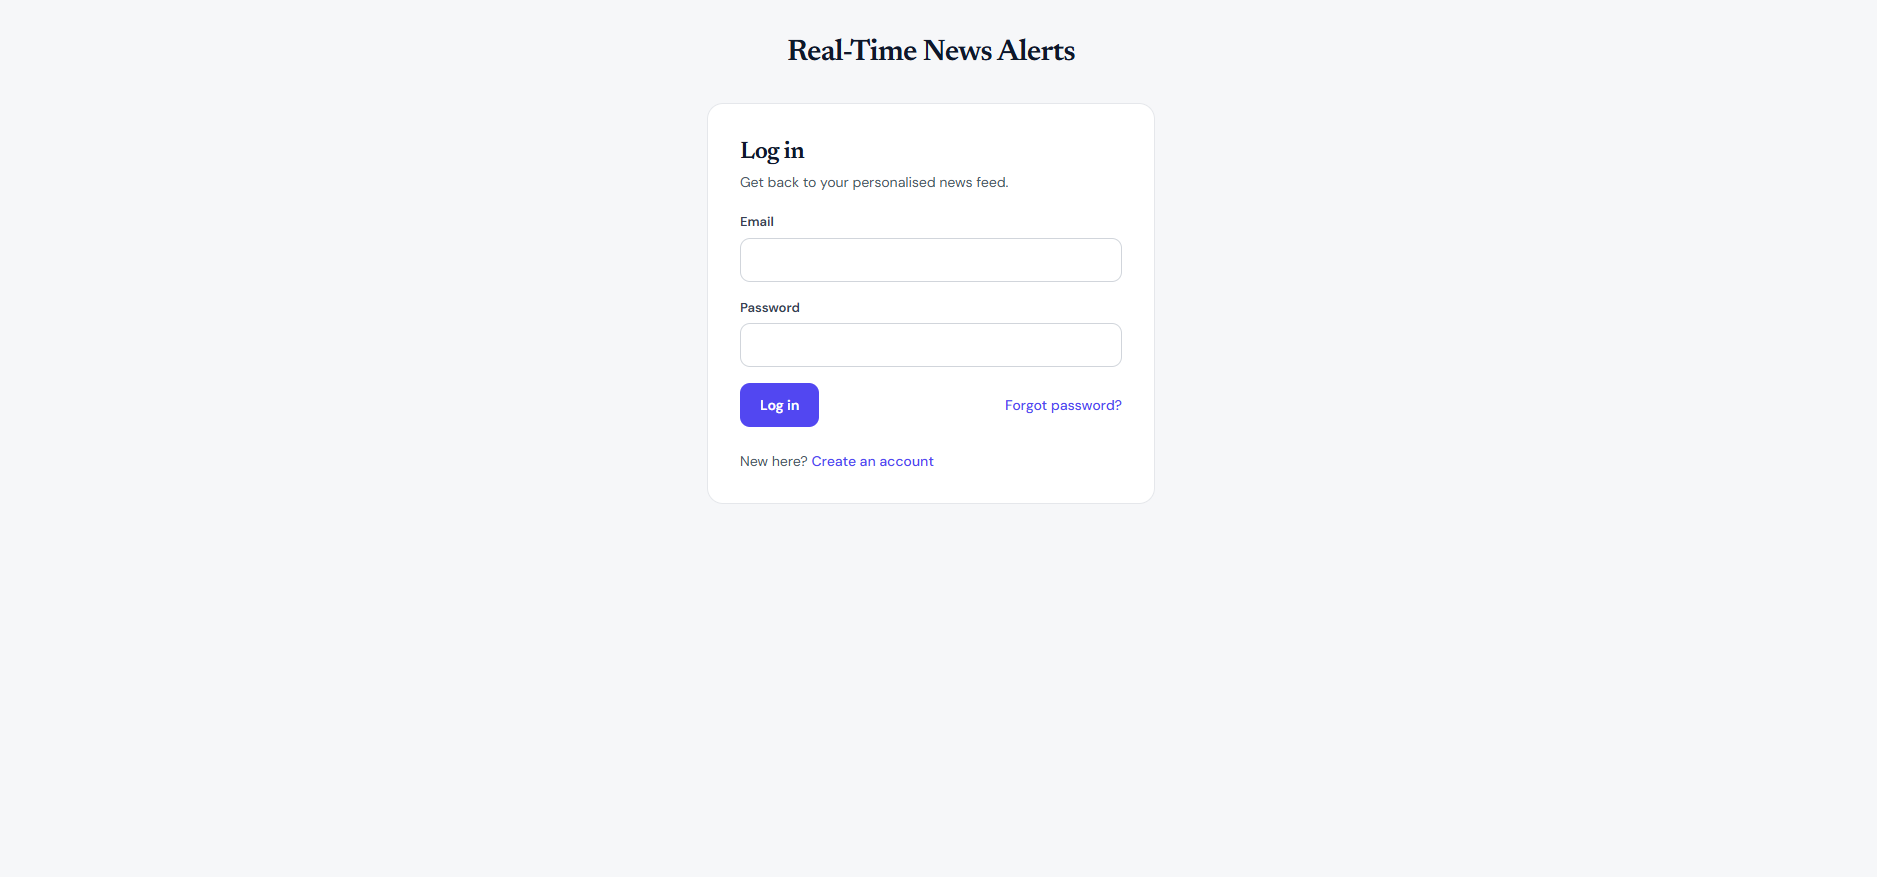 Real-Time News Alerts
Log in
Get back to your personalised news feed.
Email
Password
Log in
Forgot password?
New here? Create an account